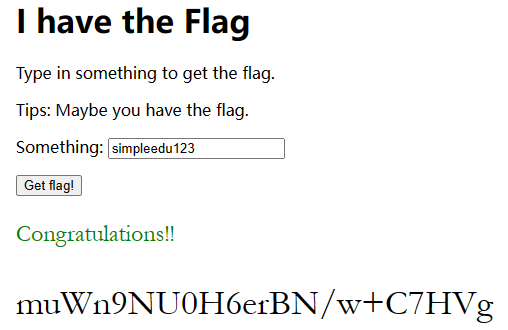 I have the Flag
Type in something to get the flag.
Tips: Maybe you have the flag.
Something: simpleedu123
Get flag!
Congratulations!!
muWn9NU0H6erBN/w+C7HVg